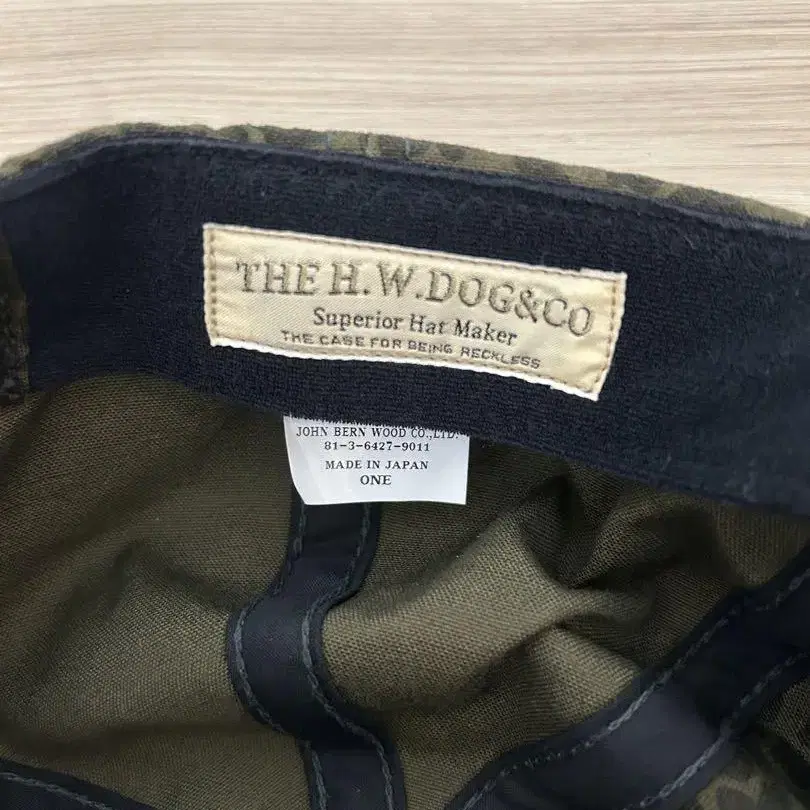 THE H.W.DOG&CO
Superior Hat Maker
THE CASE FOR BEING RECKLESS
JOHN BERN WOOD CO.,LTD.
81-3-6427-9011
MADE IN JAPAN
ONE